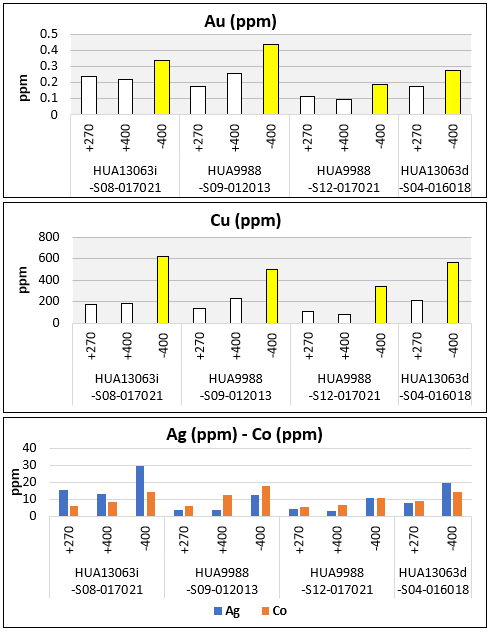 Au (ppm)
ppm
0.5
0.4
0.3
0.2
0.1
0
+270 +400 -400 +270 +400 -400 +270 +400 -400 +270 -400
HUA13063i HUA9988 HUA9988 HUA13063d
-S08-017021 -S09-012013 -S12-017021 -S04-016018
Cu (ppm)
ppm
800
600
400
200
0
+270 +400 -400 +270 +400 -400 +270 +400 -400 +270 -400
HUA13063i HUA9988 HUA9988 HUA13063d
-S08-017021 -S09-012013 -S12-017021 -S04-016018
Ag (ppm) - Co (ppm)
ppm
40
30
20
10
0
+270 +400 -400 +270 +400 -400 +270 +400 -400 +270 -400
HUA13063i HUA9988 HUA9988 HUA13063d
-S08-017021 -S09-012013 -S12-017021 -S04-016018
Ag Co